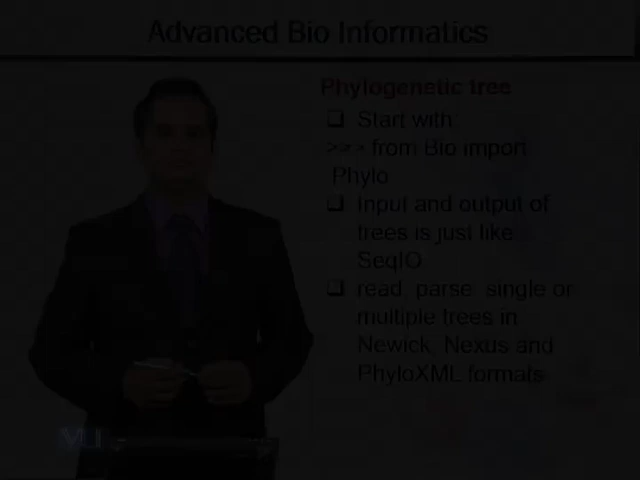 Advanced Bio Informatics
Phylogenetic tree
Start with:
>>> from Bio import
Phylo
Input and output of
trees is just like
SeqIO
read, parse: single or
multiple trees in
Newick, Nexus and
PhyloXML formats